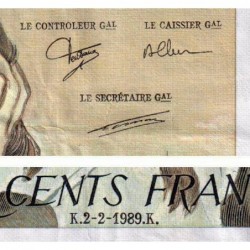 LE CONTROLEUR GAL LE CAISSIER GAL
LE SECRÉTAIRE GAL
CENTS FRAN
K.2-2-1989.K.